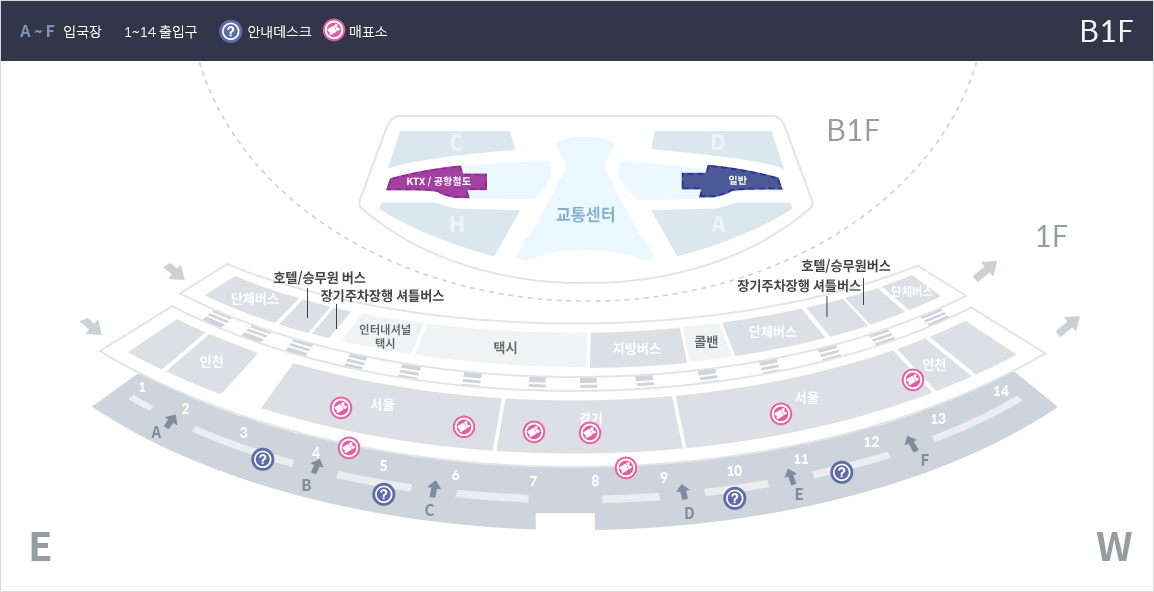 A ~ F 입국장 1~14 출입구 안내데스크 매표소 B1F
B1F
C D
KTX / 공항철도 일반
교통센터
H A
1F
호텔/승무원 버스 호텔/승무원버스
장기주차장행 셔틀버스 장기주차장행 셔틀버스
단체버스 단체버스
인터내셔널
택시
택시 지방버스 콜밴 단체버스
인천 인천
서울 경기 서울
1 2 3 4 5 6 7 8 9 10 11 12 13 14
A B C D E F
E W